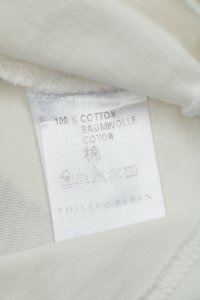 100 % COTTON
BAUMWOLLE
COTON
棉
PHILIPP PLEIN